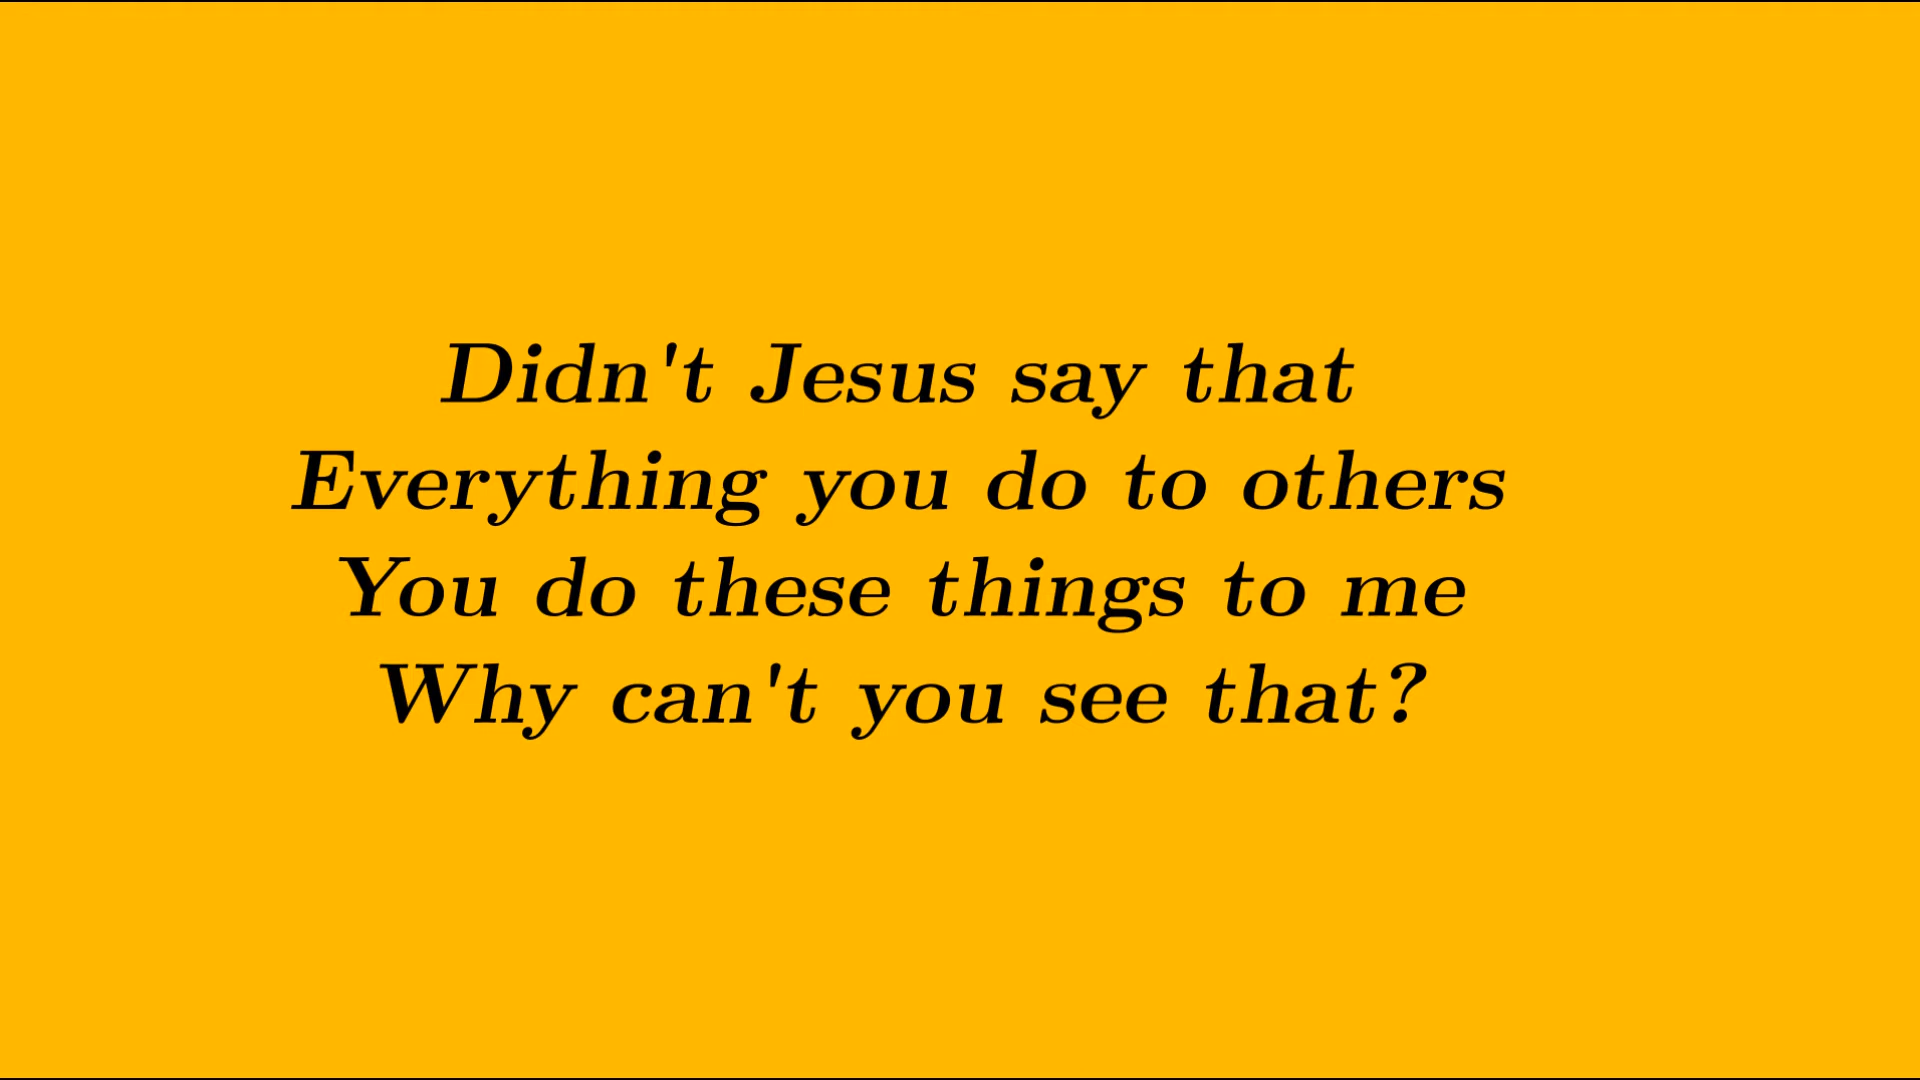 Didn't Jesus say that
Everything you do to others
You do these things to me
Why can't you see that?